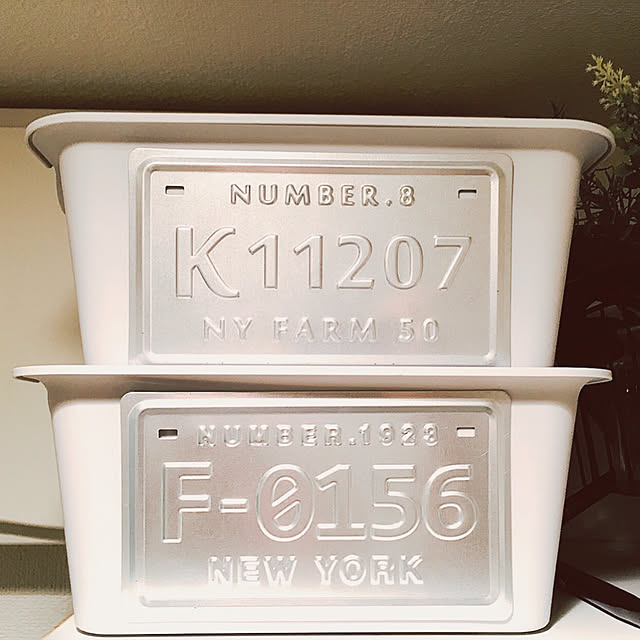 NUMBER.8
K11207
NY FARM 50
NUMBER.1923
F-0156
NEW YORK